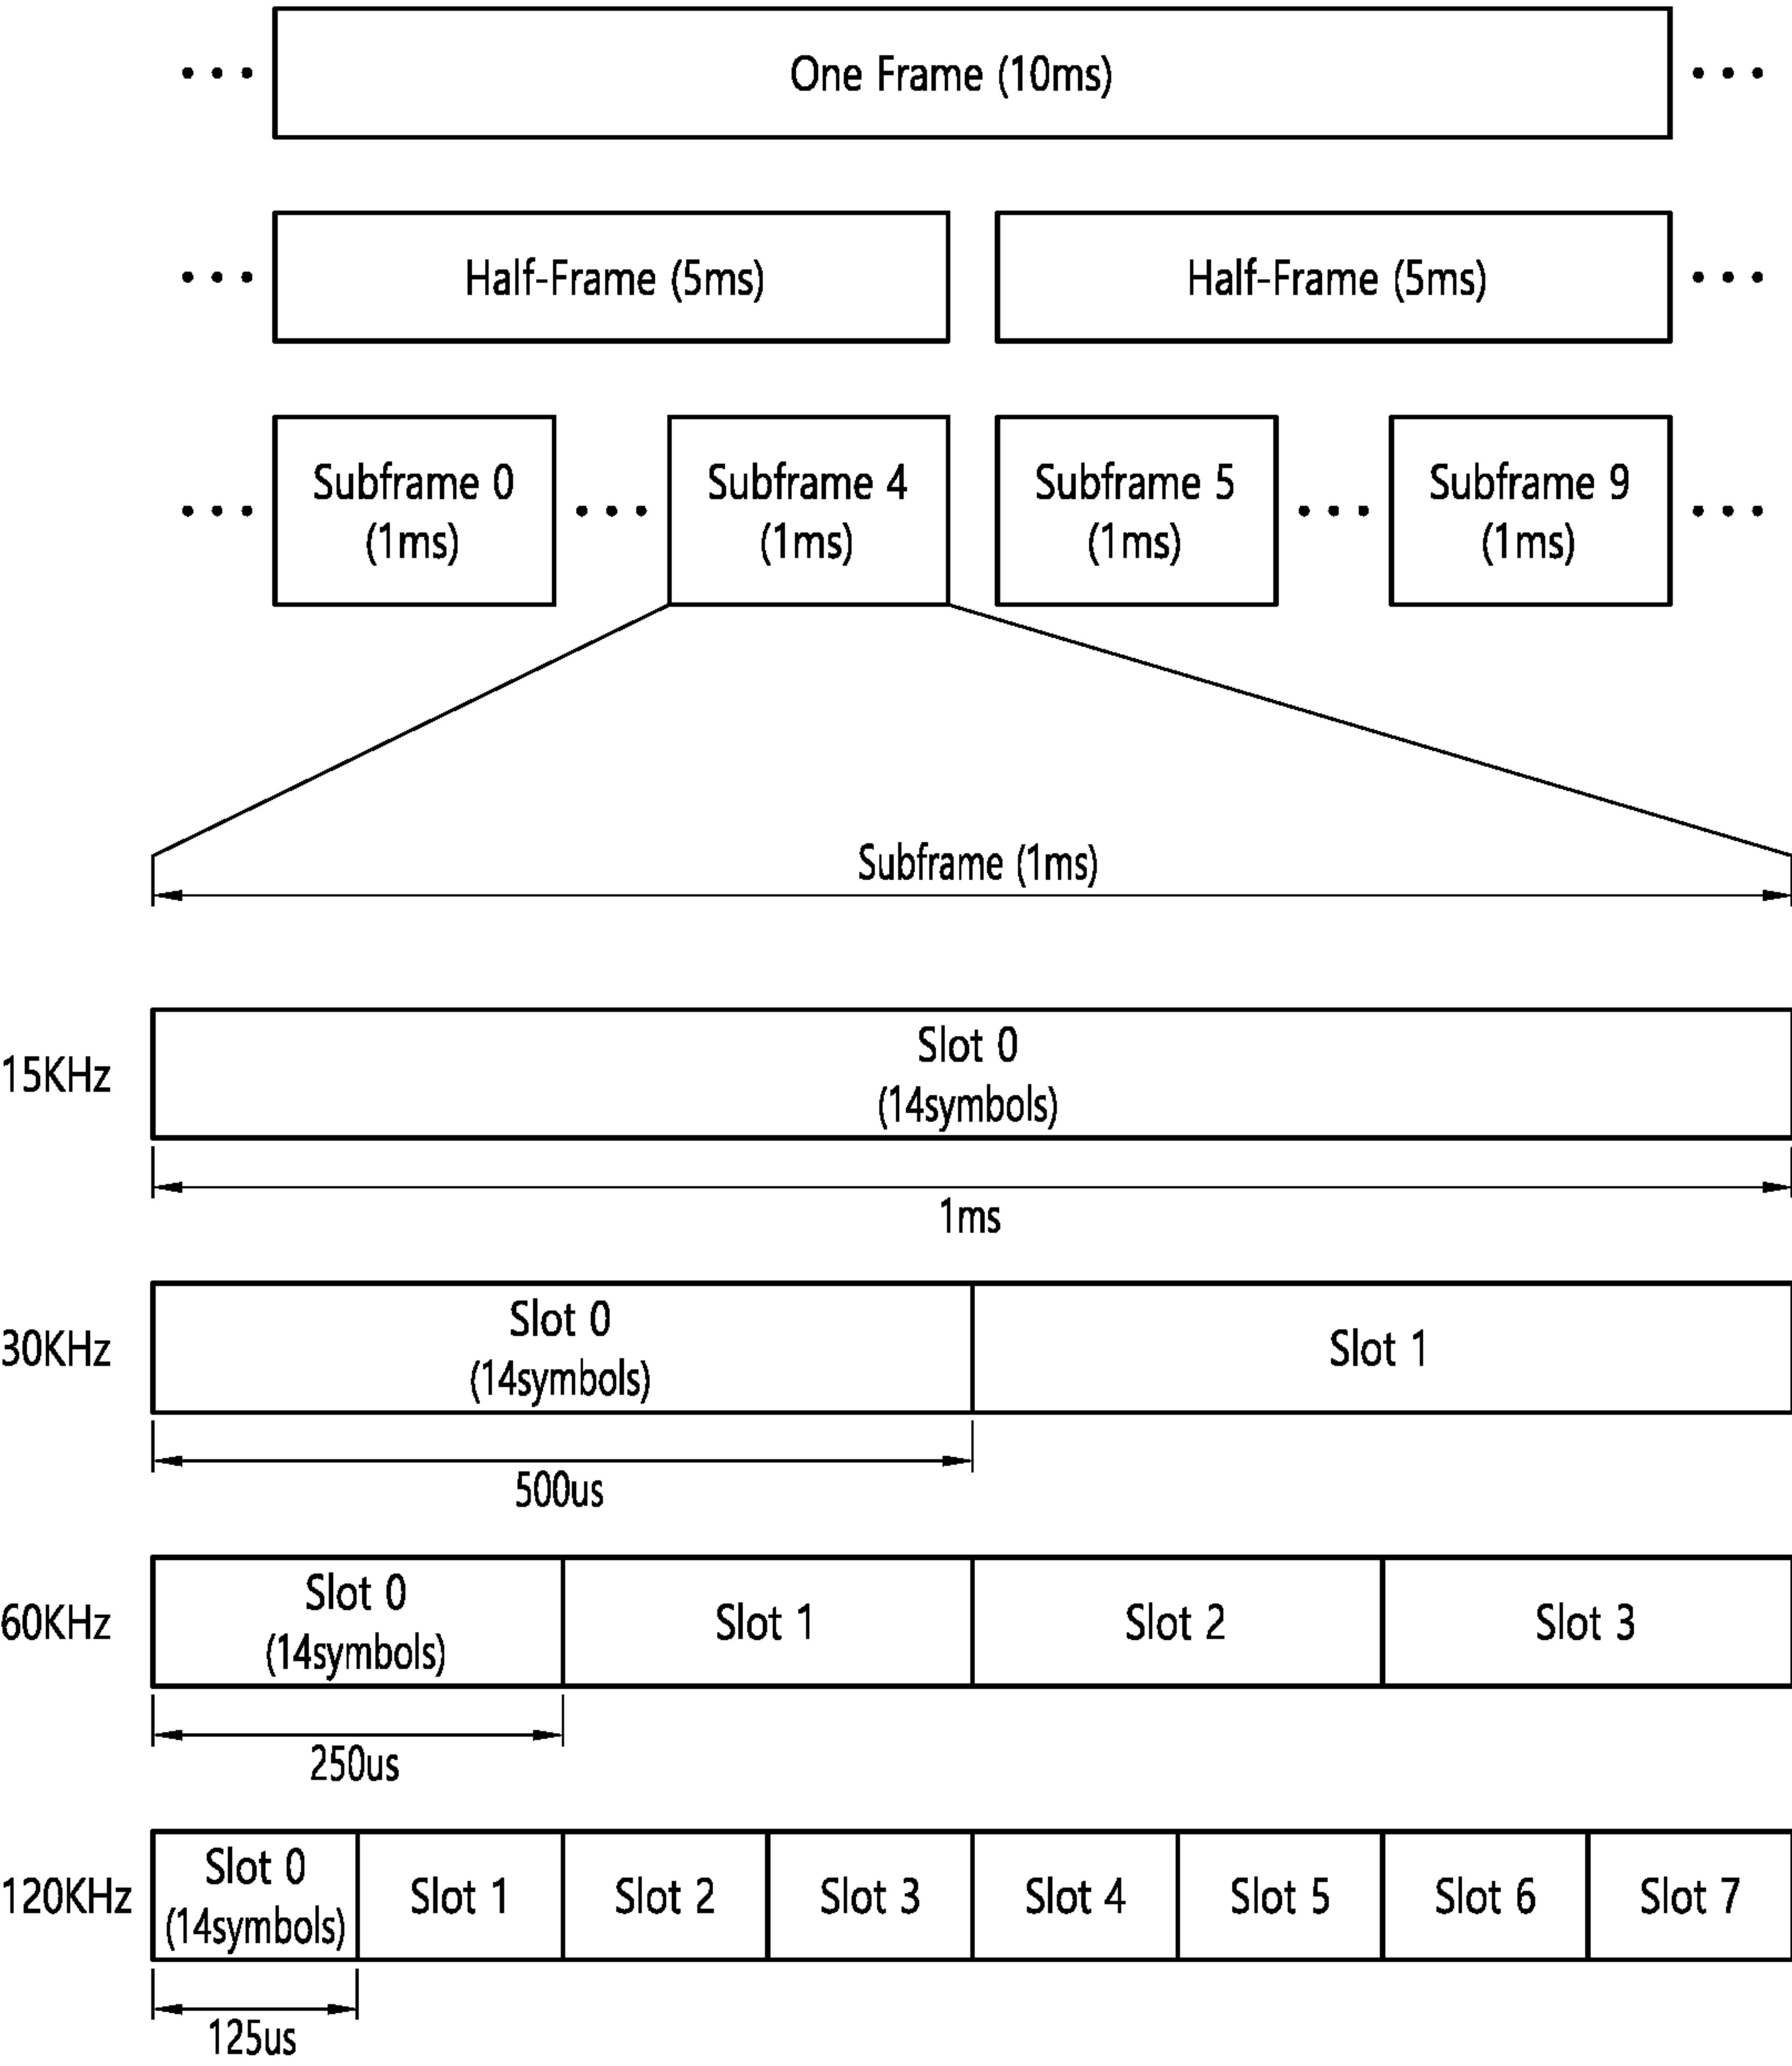 One Frame (10ms)
Half-Frame (5ms)
Half-Frame (5ms)
Subframe 0
(1ms)
Subframe 4
(1ms)
Subframe 5
(1ms)
Subframe 9
(1ms)
Subframe (1ms)
15KHz
Slot 0
(14symbols)
1ms
30KHz
Slot 0
(14symbols)
Slot 1
500us
60KHz
Slot 0
(14symbols)
Slot 1
Slot 2
Slot 3
250us
120KHz
Slot 0
(14symbols)
Slot 1
Slot 2
Slot 3
Slot 4
Slot 5
Slot 6
Slot 7
125us